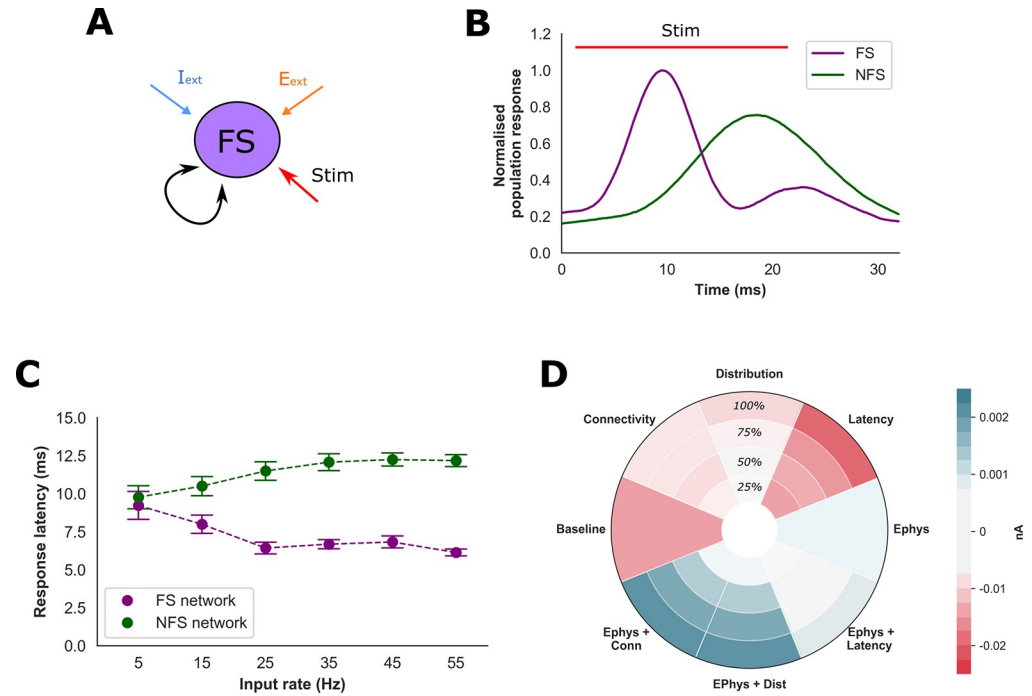 A
I ext
E ext
FS
Stim
B
Stim
FS
NFS
Normalised
population response
1.2
1.0
0.8
0.6
0.4
0.2
0.0
0
10
20
30
Time (ms)
C
Response latency (ms)
15.0
12.5
10.0
7.5
5.0
2.5
0.0
FS network
NFS network
5
15
25
35
45
55
Input rate (Hz)
D
Distribution
Connectivity
Latency
100%
75%
50%
25%
Baseline
Ephys
Ephys +
Conn
Ephys +
Latency
EPhys + Dist
0.002
0.001
0
-0.01
-0.02
nA